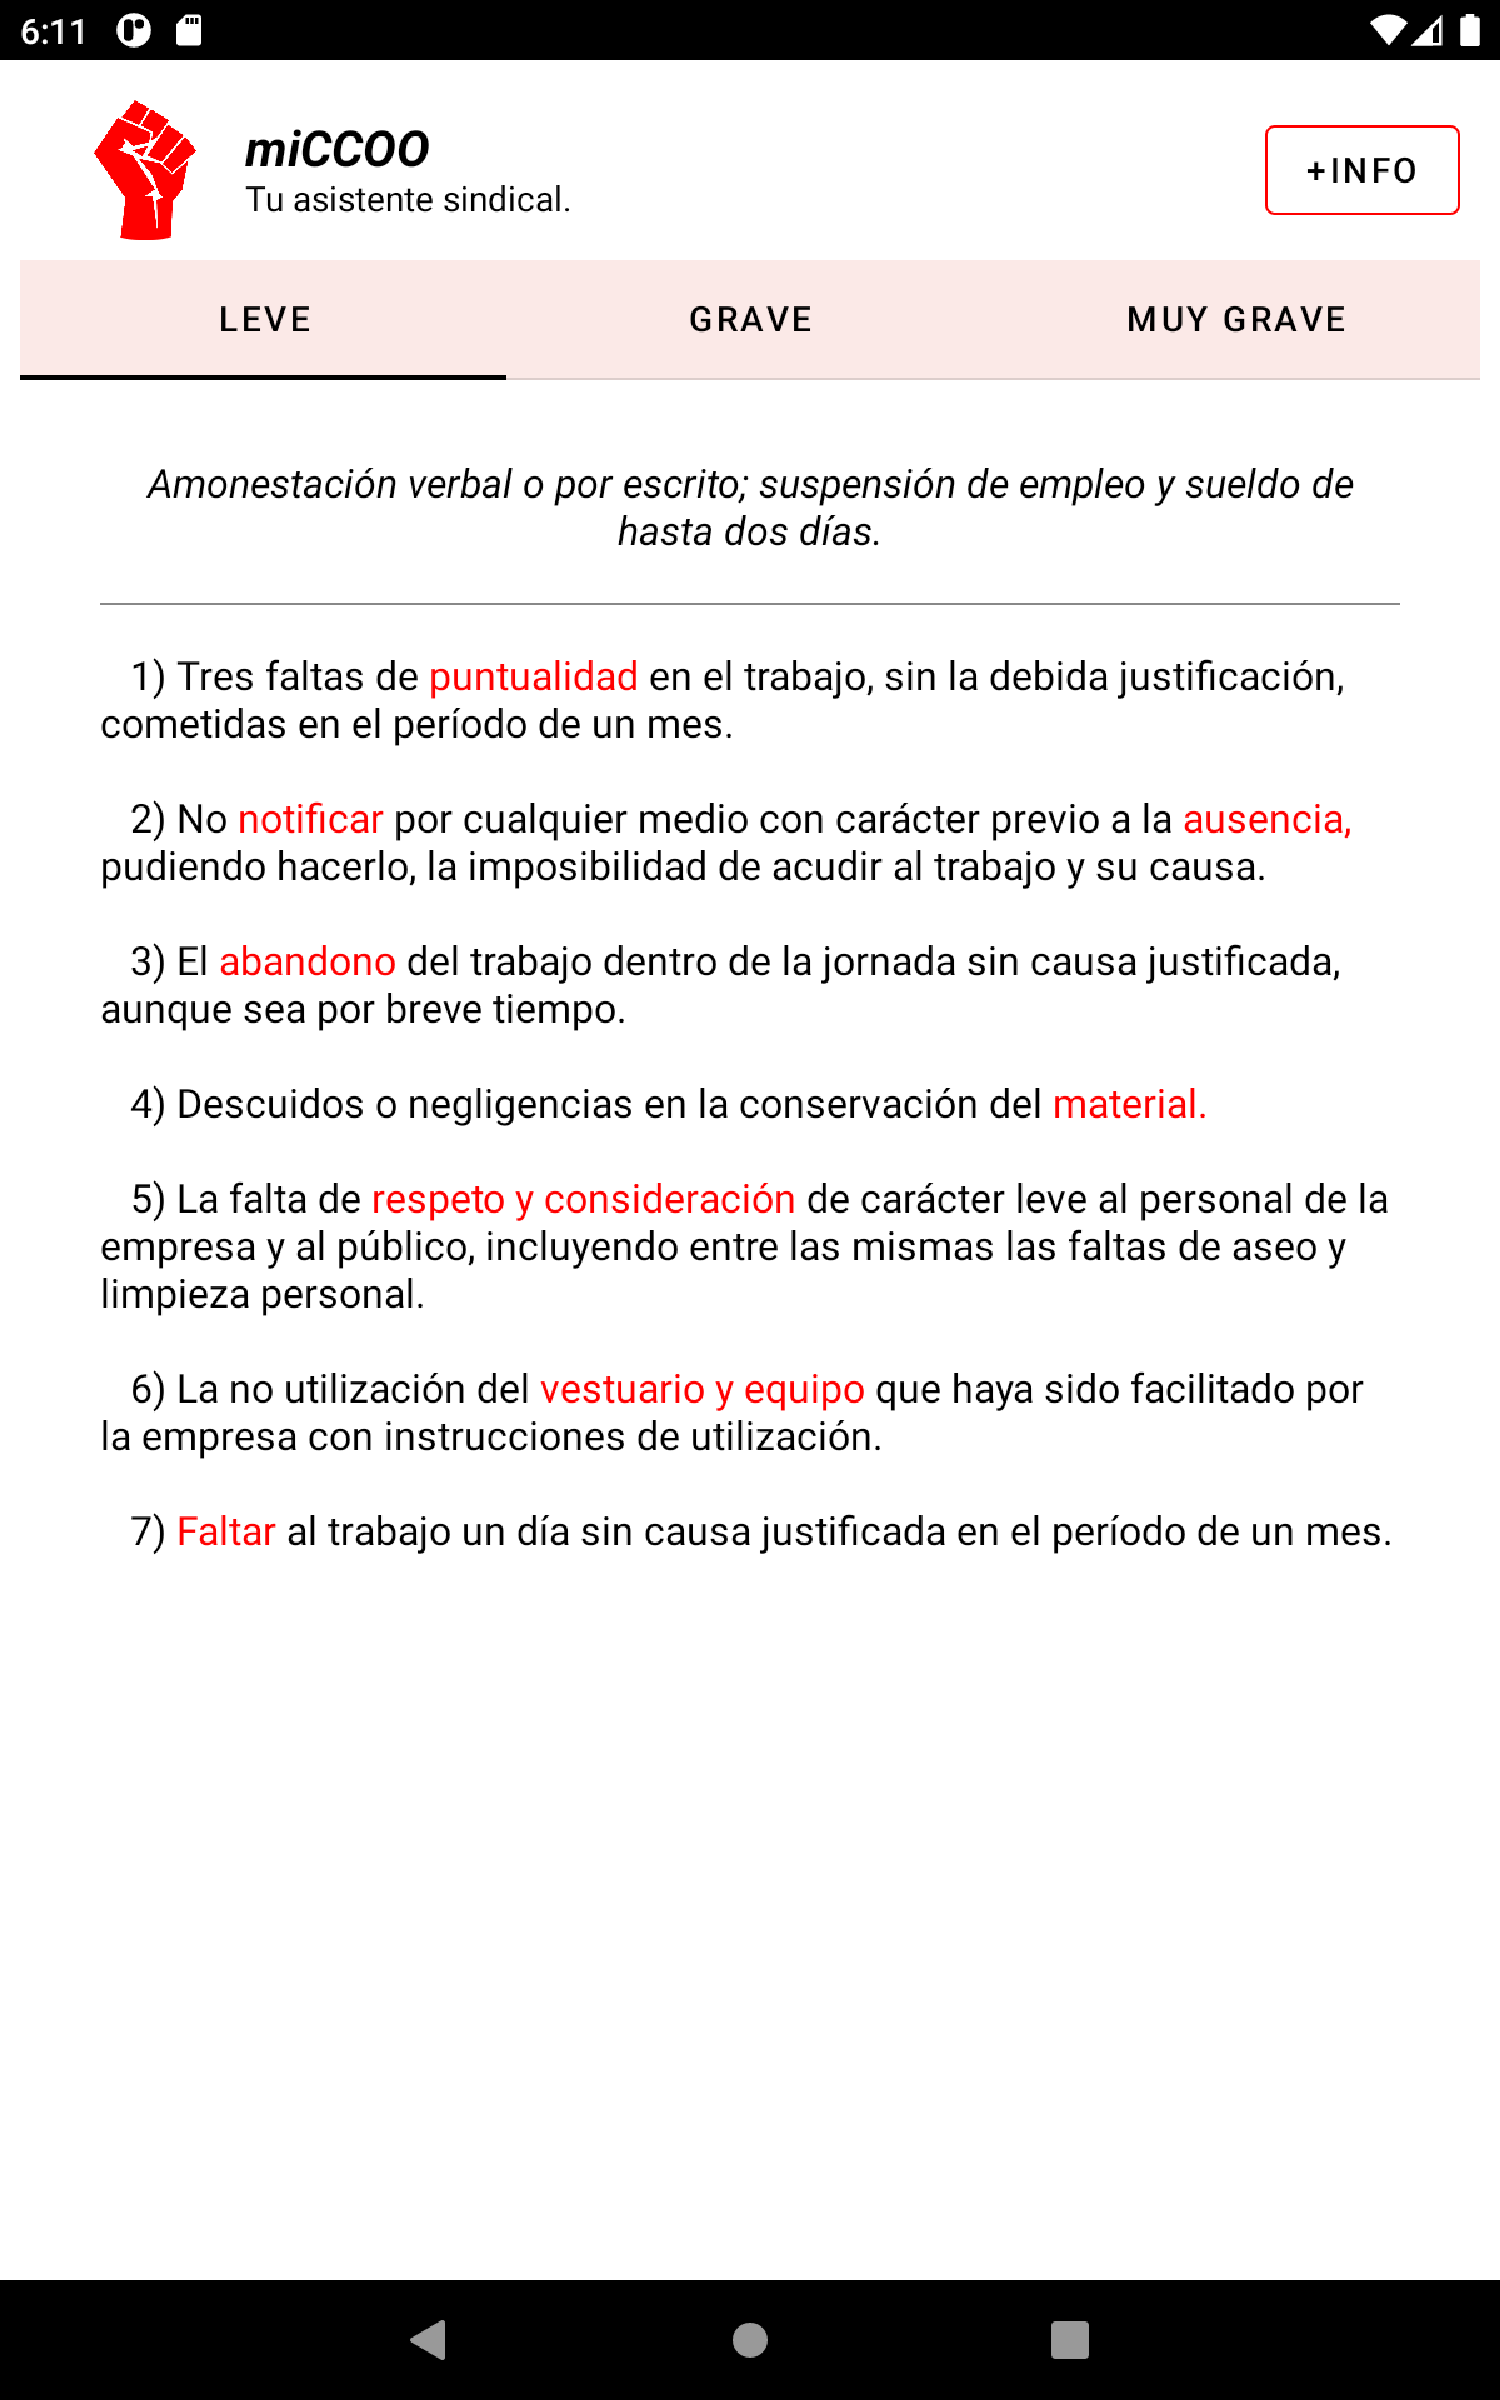 6:11
miCCOO
Tu asistente sindical.
+INFO
LEVE
GRAVE
MUY GRAVE
Amonestación verbal o por escrito; suspensión de empleo y sueldo de
hasta dos días.
1) Tres faltas de puntualidad en el trabajo, sin la debida justificación,
cometidas en el período de un mes.
2) No notificar por cualquier medio con carácter previo a la ausencia,
pudiendo hacerlo, la imposibilidad de acudir al trabajo y su causa.
3) El abandono del trabajo dentro de la jornada sin causa justificada,
aunque sea por breve tiempo.
4) Descuidos o negligencias en la conservación del material.
5) La falta de respeto y consideración de carácter leve al personal de la
empresa y al público, incluyendo entre las mismas las faltas de aseo y
limpieza personal.
6) La no utilización del vestuario y equipo que haya sido facilitado por
la empresa con instrucciones de utilización.
7) Faltar al trabajo un día sin causa justificada en el período de un mes.